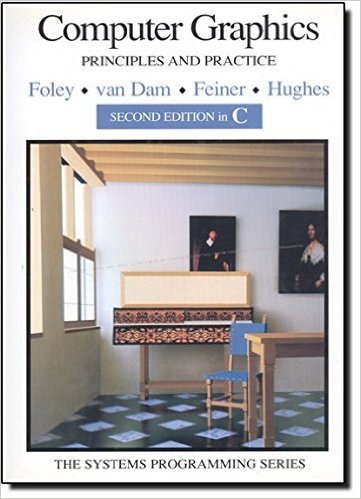 Computer Graphics
PRINCIPLES AND PRACTICE
Foley ◆ van Dam ◆ Feiner ◆ Hughes
SECOND EDITION in C
THE SYSTEMS PROGRAMMING SERIES